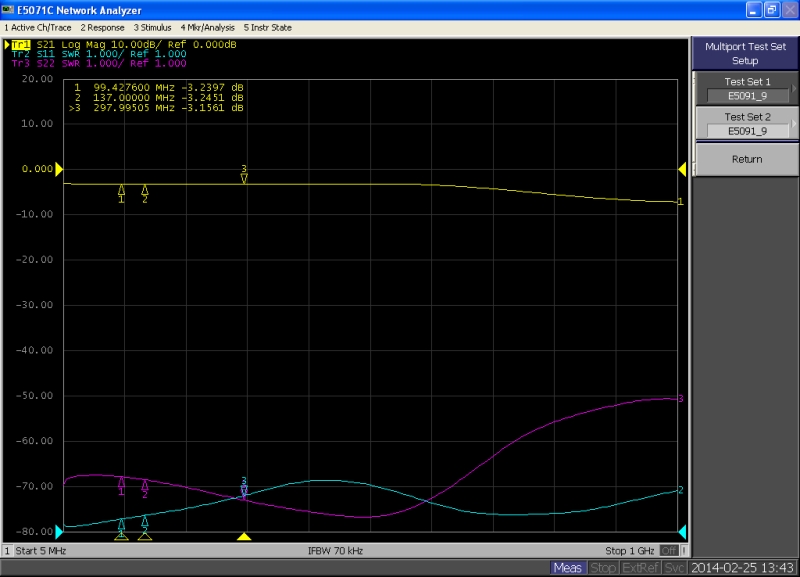 E5071C Network Analyzer
1 Active Ch/Trace 2 Response 3 Stimulus 4 Mkr/Analysis 5 Instr State
Tr1 S21 Log Mag 10.00dB/ Ref 0.000dB
Tr2 S11 SWR 1.000/ Ref 1.000
Tr3 S22 SWR 1.000/ Ref 1.000
20.00
1 99.427600 MHz -3.2397 dB
2 137.00000 MHz -3.2451 dB
>3 297.99505 MHz -3.1561 dB
10.00
0.000
3
1 2
1
-10.00
-20.00
-30.00
-40.00
-50.00
3
-60.00
-70.00
1 2 3
2
-80.00
1 2
1 Start 5 MHz IFBW 70 kHz Stop 1 GHz Off !
Multiport Test Set
Setup
Test Set 1
E5091_9
Test Set 2
E5091_9
Return
Meas Stop ExtRef Svc 2014-02-25 13:43